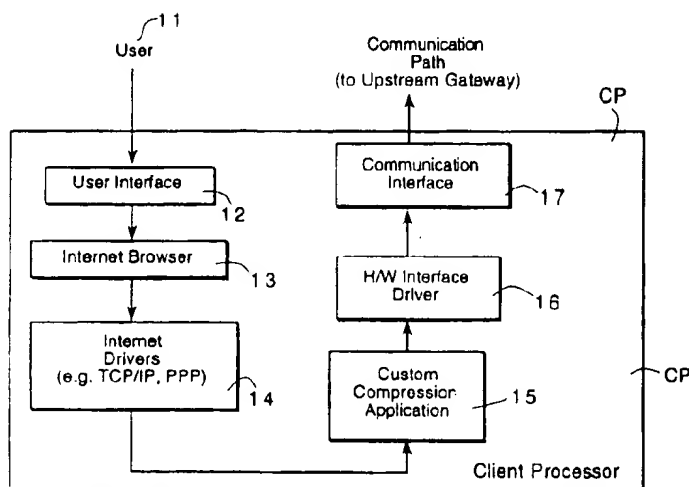 11
User
Communication
Path
(to Upstream Gateway)
CP
User Interface
12
Internet Browser
13
Internet
Drivers
(e.g. TCP/IP, PPP)
14
Communication
Interface
17
H/W Interface
Driver
16
Custom
Compression
Application
15
CP
Client Processor